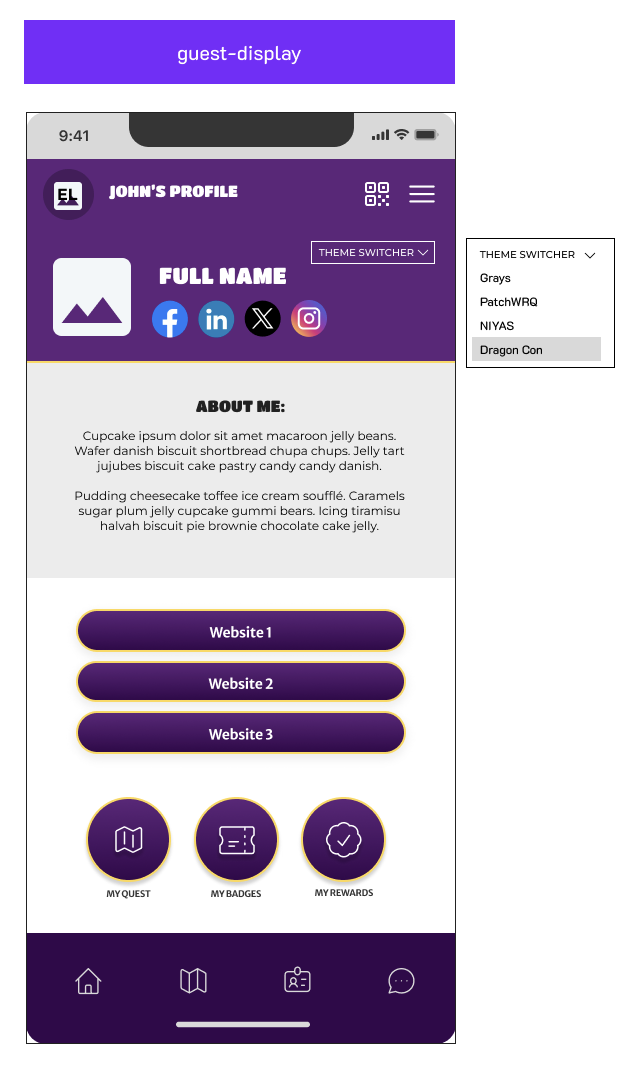 guest-display
9:41
EL
JOHN'S PROFILE
THEME SWITCHER
FULL NAME
f
in
X
THEME SWITCHER
Grays
PatchWRQ
NIYAS
Dragon Con
ABOUT ME:
Cupcake ipsum dolor sit amet macaroon jelly beans.
Wafer danish biscuit shortbread chupa chups. Jelly tart
jujubes biscuit cake pastry candy candy danish.
Pudding cheesecake toffee ice cream soufflé. Caramels
sugar plum jelly cupcake gummi bears. Icing tiramisu
halvah biscuit pie brownie chocolate cake jelly.
Website 1
Website 2
Website 3
MY QUEST
MY BADGES
MY REWARDS